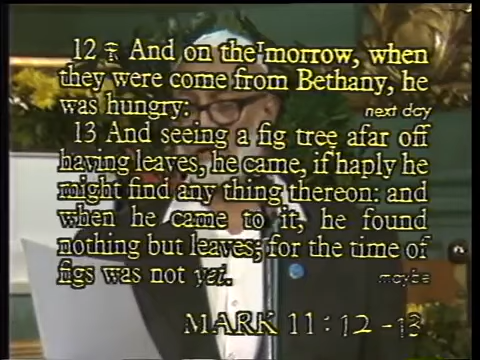 12 And on the morrow, when
they were come from Bethany, he
was hungry: next day
13 And seeing a fig tree afar off
having leaves, he came, if haply he
might find any thing thereon: and
when he came to it, he found
nothing but leaves; for the time of
figs was not yet. maybe
MARK 11:12-13